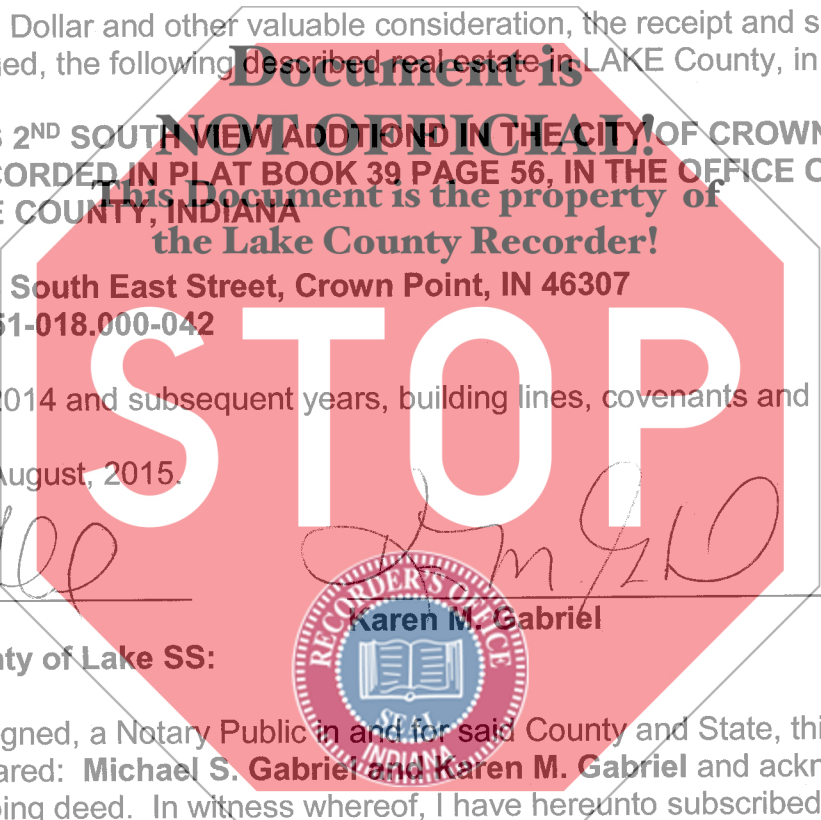 Dollar and other valuable consideration, the receipt and s
ed, the following described real estate in LAKE County, in
Document is
S 2ND SOUTH VIEW ADDTIOND IN THE CITY OF CROWN
NOT OFFICIAL!
CORDED IN PLAT BOOK 39 PAGE 56, IN THE OFFICE O
This Document is the property of
E COUNTY, INDIANA
the Lake County Recorder!
South East Street, Crown Point, IN 46307
51-018.000-042
STOP
2014 and subsequent years, building lines, covenants and
August, 2015.
Karen M. Gabriel
RECORDER'S OFFICE
SEAL
INDIANA
nty of Lake SS:
gned, a Notary Public in and for said County and State, thi
ared: Michael S. Gabriel and Karen M. Gabriel and ackn
oing deed. In witness whereof, I have hereunto subscribed